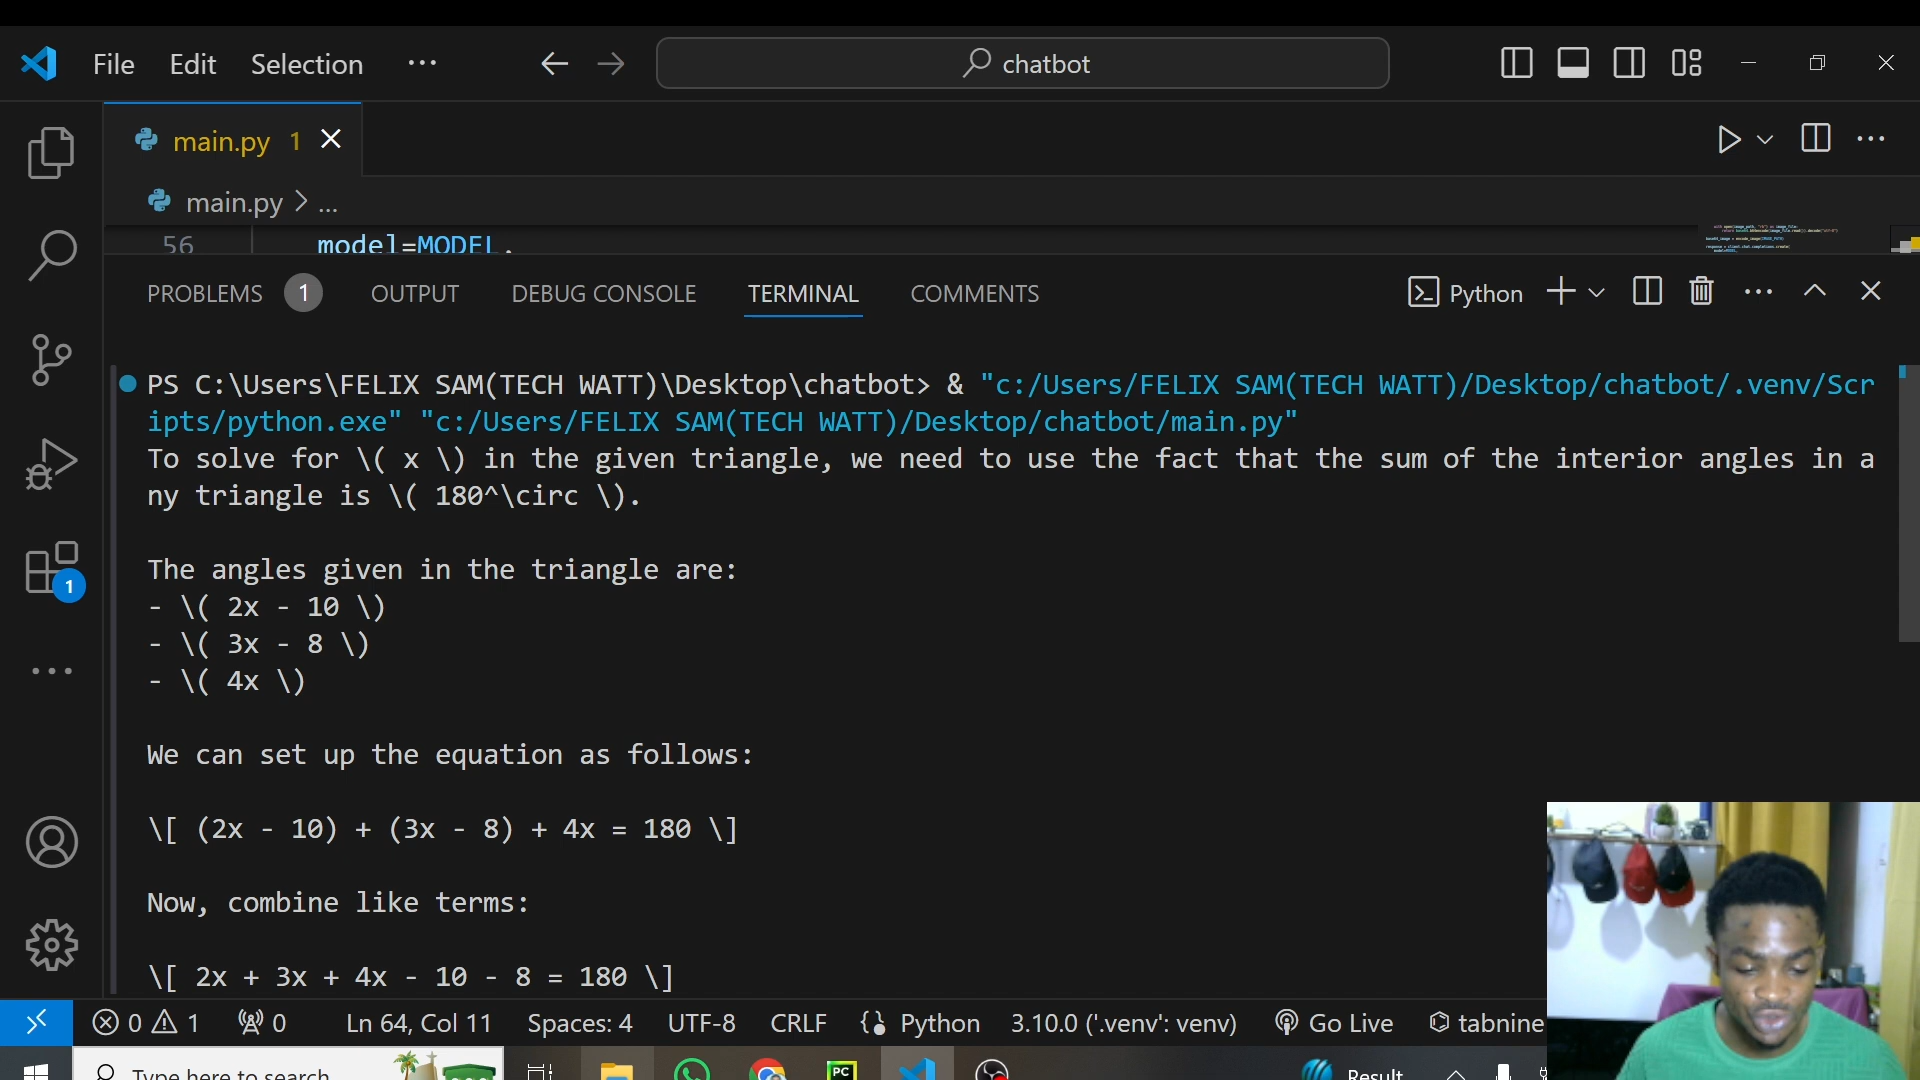 File Edit Selection ··· chatbot
main.py 1
main.py > ...
56 model=MODEL,
PROBLEMS 1 OUTPUT DEBUG CONSOLE TERMINAL COMMENTS Python
PS C:\Users\FELIX SAM(TECH WATT)\Desktop\chatbot> & "c:/Users/FELIX SAM(TECH WATT)/Desktop/chatbot/.venv/Scr
ipts/python.exe" "c:/Users/FELIX SAM(TECH WATT)/Desktop/chatbot/main.py"
To solve for \( x \) in the given triangle, we need to use the fact that the sum of the interior angles in a
ny triangle is \( 180^\circ \).
The angles given in the triangle are:
- \( 2x - 10 \)
- \( 3x - 8 \)
- \( 4x \)
We can set up the equation as follows:
\[ (2x - 10) + (3x - 8) + 4x = 180 \]
Now, combine like terms:
\[ 2x + 3x + 4x - 10 - 8 = 180 \]
1
0 1 0 Ln 64, Col 11 Spaces: 4 UTF-8 CRLF Python 3.10.0 ('.venv': venv) Go Live tabnine
Type here to search PC Result